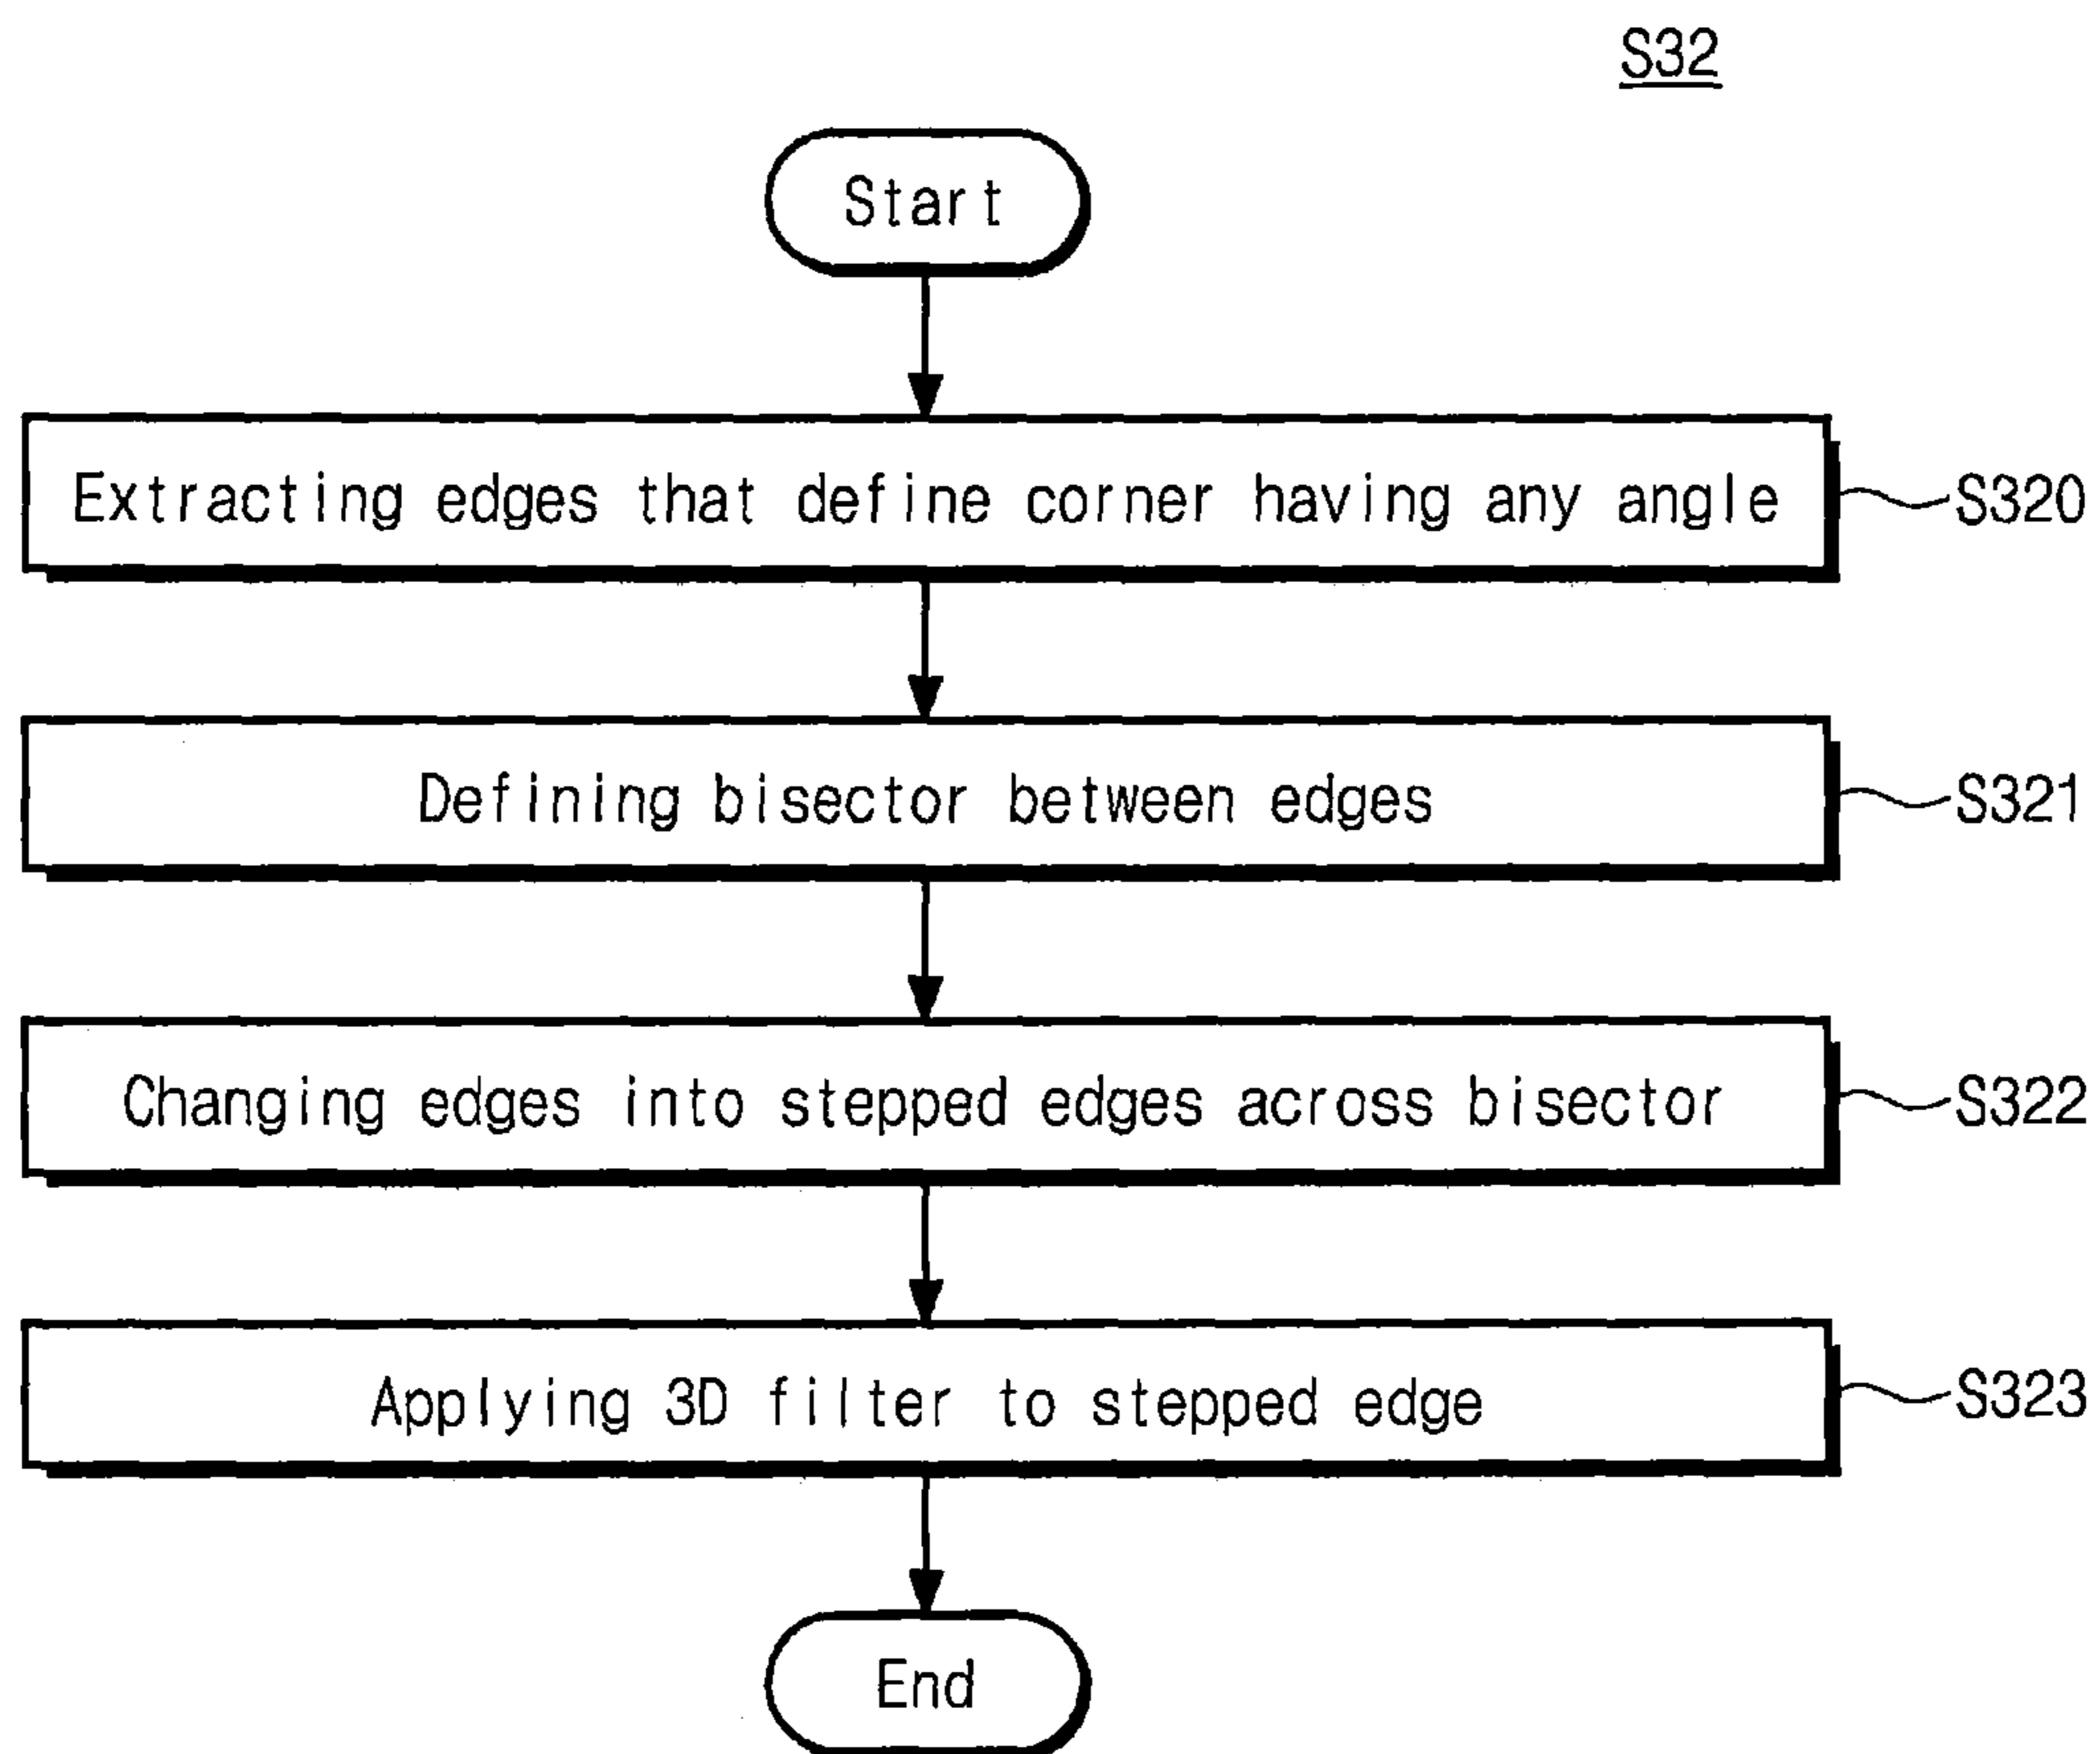 S32
Start
Extracting edges that define corner having any angle
S320
Defining bisector between edges
S321
Changing edges into stepped edges across bisector
S322
Applying 3D filter to stepped edge
S323
End